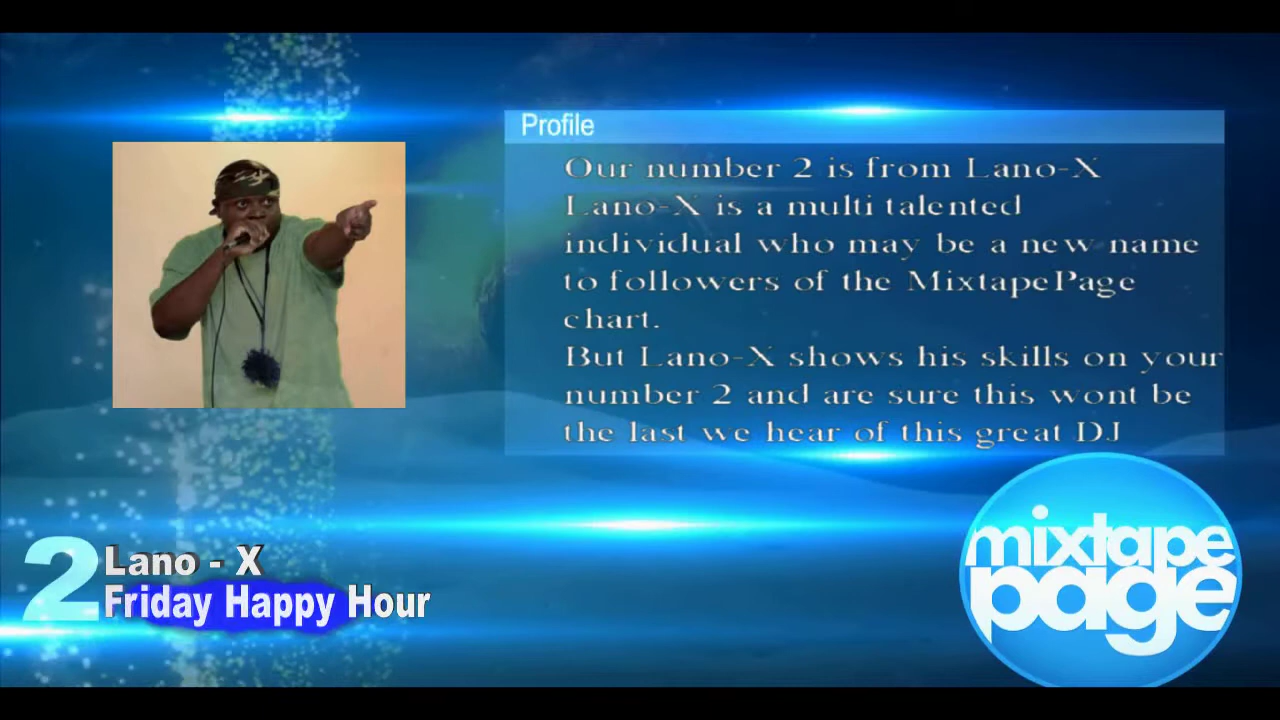 Profile
Our number 2 is from Lano-X
Lano-X is a multi talented
individual who may be a new name
to followers of the MixtapePage
chart.
But Lano-X shows his skills on your
number 2 and are sure this wont be
the last we hear of this great DJ
2
Lano - X
Friday Happy Hour
mixtape
page